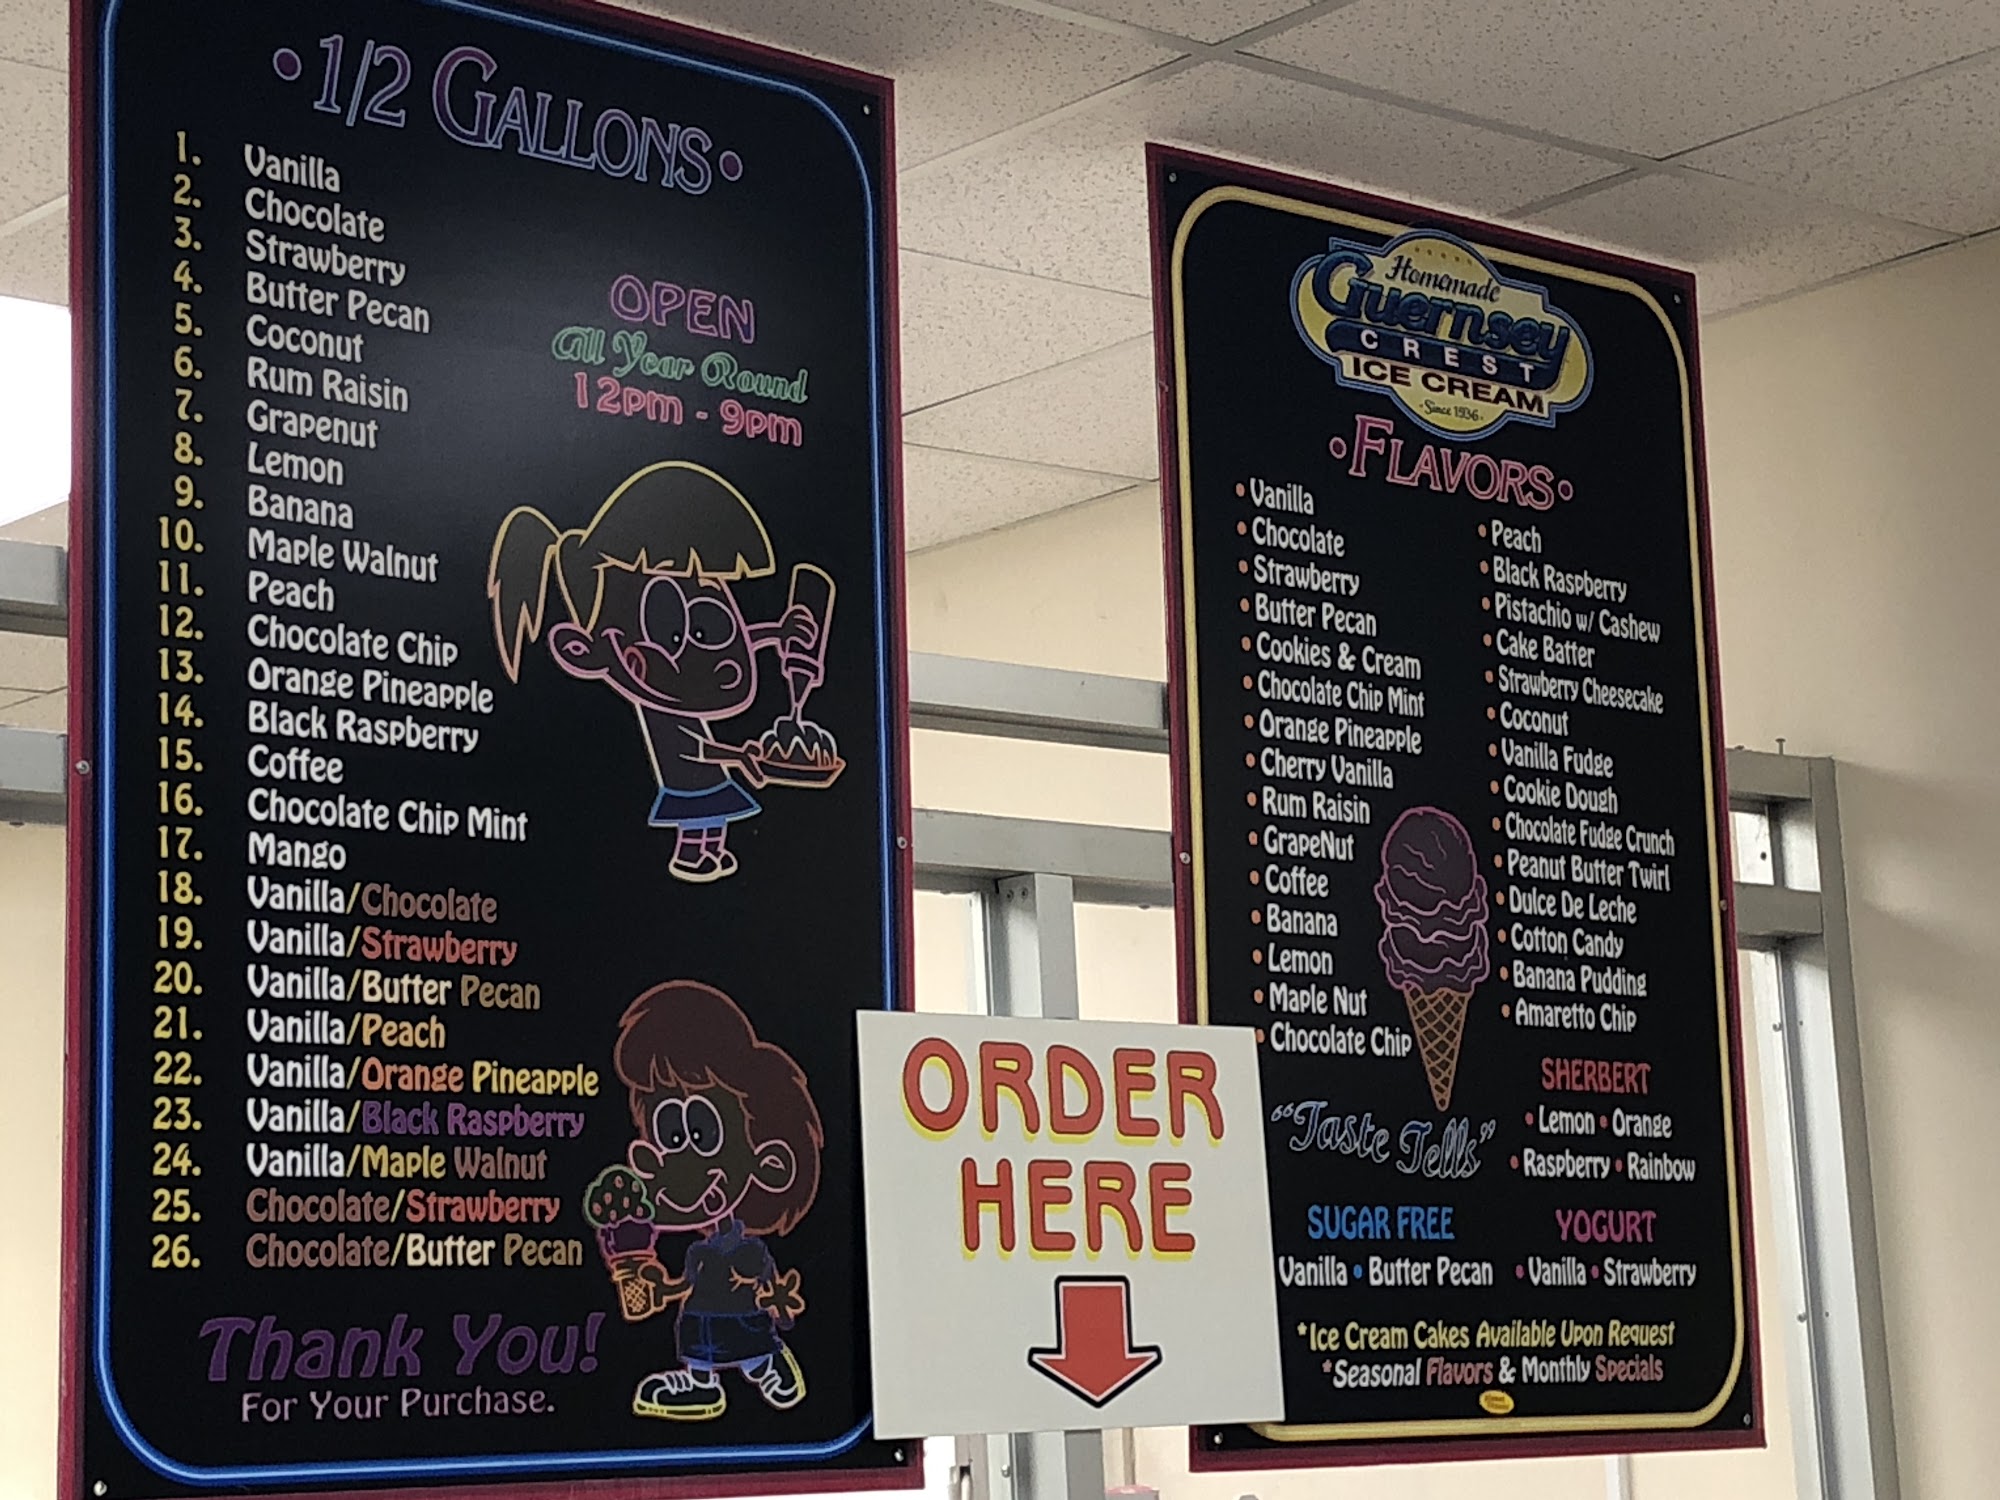 • 1/2 GALLONS •
1. Vanilla
2. Chocolate
3. Strawberry
4. Butter Pecan
5. Coconut
6. Rum Raisin
7. Grapenut
8. Lemon
9. Banana
10. Maple Walnut
11. Peach
12. Chocolate Chip
13. Orange Pineapple
14. Black Raspberry
15. Coffee
16. Chocolate Chip Mint
17. Mango
18. Vanilla/Chocolate
19. Vanilla/Strawberry
20. Vanilla/Butter Pecan
21. Vanilla/Peach
22. Vanilla/Orange Pineapple
23. Vanilla/Black Raspberry
24. Vanilla/Maple Walnut
25. Chocolate/Strawberry
26. Chocolate/Butter Pecan
OPEN
All Year Round
12pm - 9pm
Thank You!
For Your Purchase.
ORDER
HERE
Homemade
Guernsey
CREST
ICE CREAM
• Since 1936 •
• FLAVORS •
• Vanilla
• Chocolate
• Strawberry
• Butter Pecan
• Cookies & Cream
• Chocolate Chip Mint
• Orange Pineapple
• Cherry Vanilla
• Rum Raisin
• GrapeNut
• Coffee
• Banana
• Lemon
• Maple Nut
• Chocolate Chip
• Peach
• Black Raspberry
• Pistachio w/ Cashew
• Cake Batter
• Strawberry Cheesecake
• Coconut
• Vanilla Fudge
• Cookie Dough
• Chocolate Fudge Crunch
• Peanut Butter Twirl
• Dulce De Leche
• Cotton Candy
• Banana Pudding
• Amaretto Chip
"Taste Tells"
SHERBERT
• Lemon • Orange
• Raspberry • Rainbow
SUGAR FREE
Vanilla • Butter Pecan
YOGURT
• Vanilla • Strawberry
*Ice Cream Cakes Available Upon Request
*Seasonal Flavors & Monthly Specials